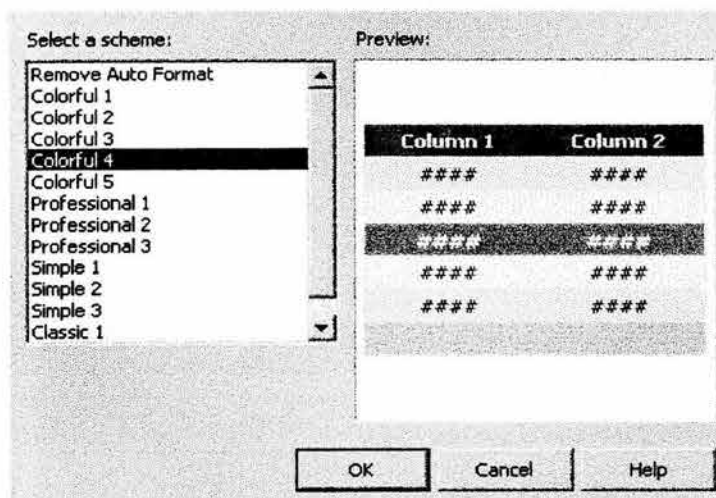 Select a scheme:
Remove Auto Format
Colorful 1
Colorful 2
Colorful 3
Colorful 4
Colorful 5
Professional 1
Professional 2
Professional 3
Simple 1
Simple 2
Simple 3
Classic 1
Preview:
Column 1 Column 2
#### ####
#### ####
#### ####
#### ####
#### ####
OK Cancel Help